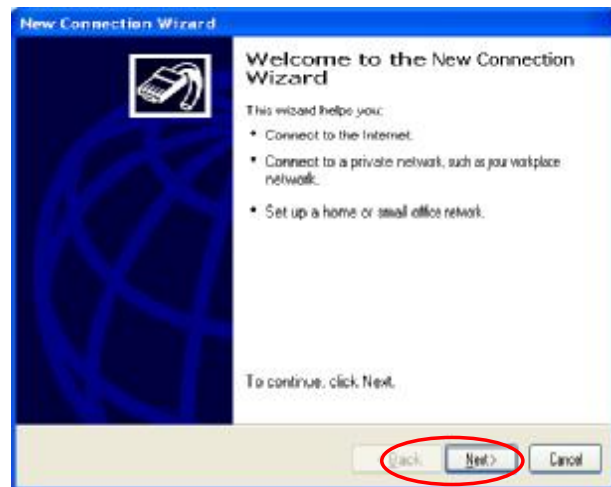 New Connection Wizard
Welcome to the New Connection
Wizard
This wizard helps you:
• Connect to the Internet.
• Connect to a private network, such as your workplace
network.
• Set up a home or small office network.
To continue, click Next.
Back Next> Cancel